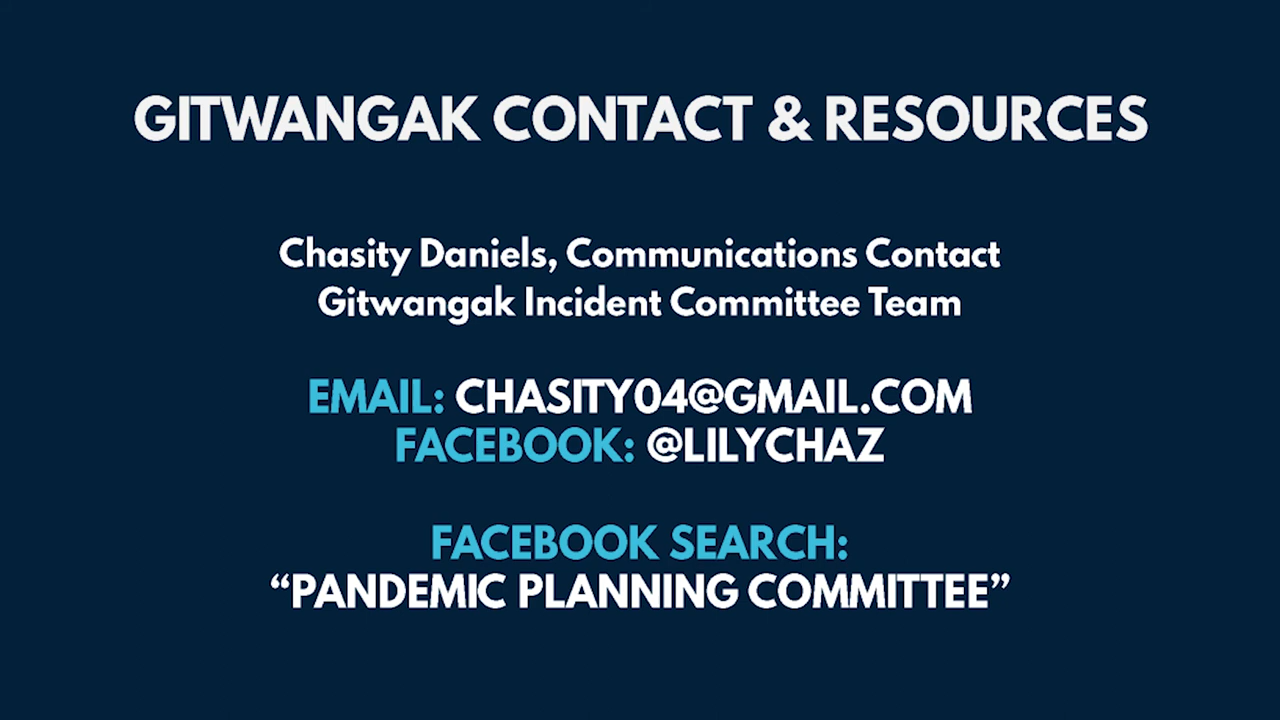 GITWANGAK CONTACT & RESOURCES
Chasity Daniels, Communications Contact
Gitwangak Incident Committee Team
EMAIL: CHASITY04@GMAIL.COM
FACEBOOK: @LILYCHAZ
FACEBOOK SEARCH:
“PANDEMIC PLANNING COMMITTEE”